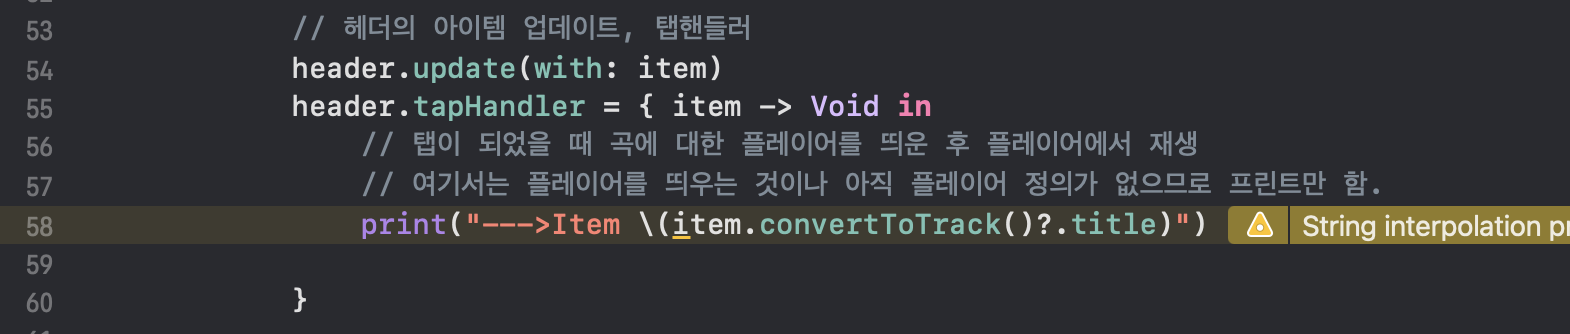 53 // 헤더의 아이템 업데이트, 탭핸들러
54 header.update(with: item)
55 header.tapHandler = { item -> Void in
56 // 탭이 되었을 때 곡에 대한 플레이어를 띄운 후 플레이어에서 재생
57 // 여기서는 플레이어를 띄우는 것이나 아직 플레이어 정의가 없으므로 프린트만 함.
58 print("--->Item \(item.convertToTrack()?.title)") String interpolation
59
60 }